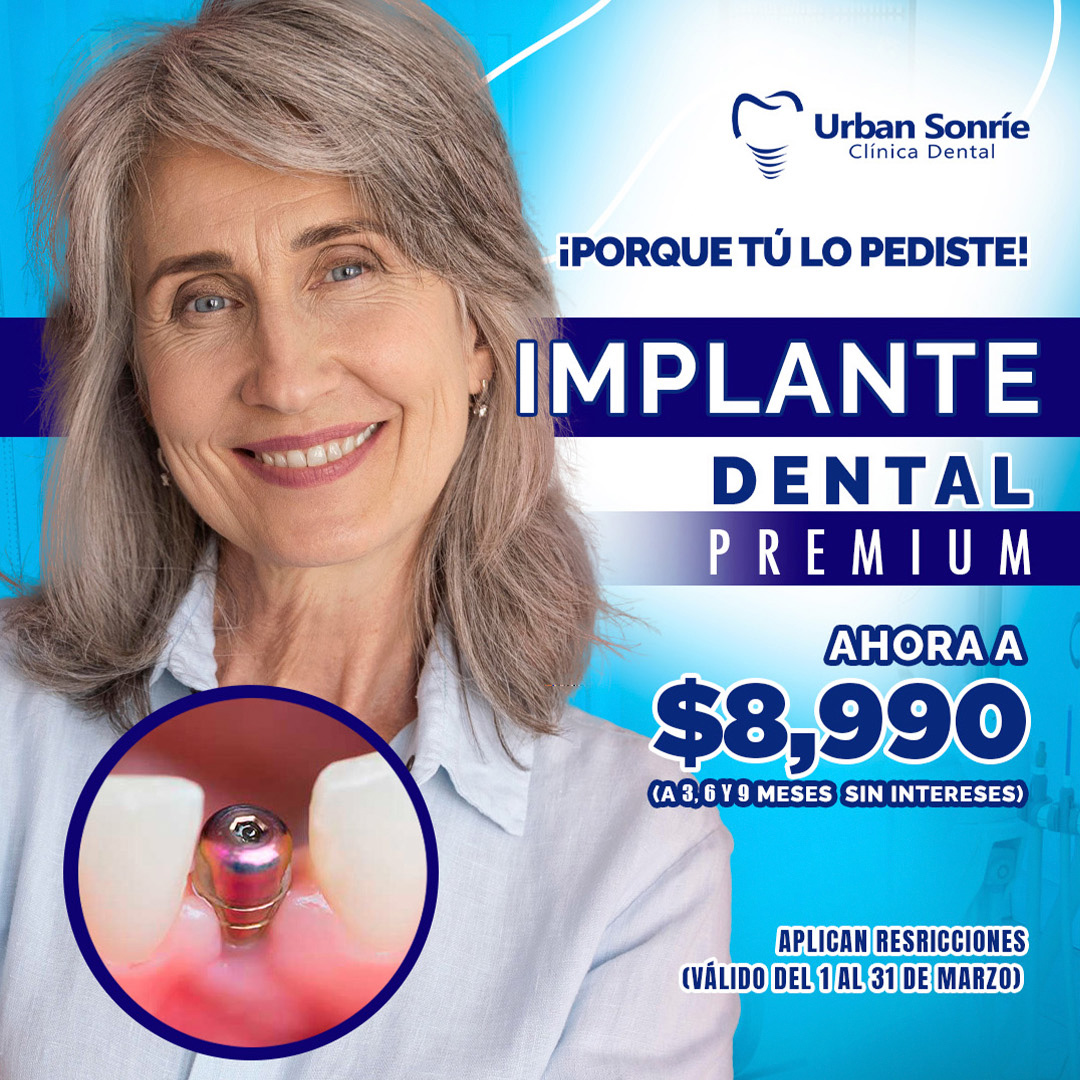 Urban Sonríe
Clínica Dental
¡PORQUE TÚ LO PEDISTE!
IMPLANTE
DENTAL
PREMIUM
AHORA A
$8,990
(A 3, 6 Y 9 MESES SIN INTERESES)
APLICAN RESRICCIONES
(VÁLIDO DEL 1 AL 31 DE MARZO)